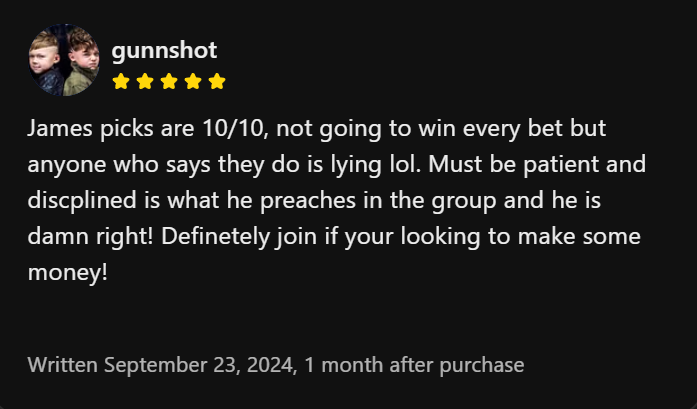 gunnshot
James picks are 10/10, not going to win every bet but
anyone who says they do is lying lol. Must be patient and
discplined is what he preaches in the group and he is
damn right! Definetely join if your looking to make some
money!
Written September 23, 2024, 1 month after purchase